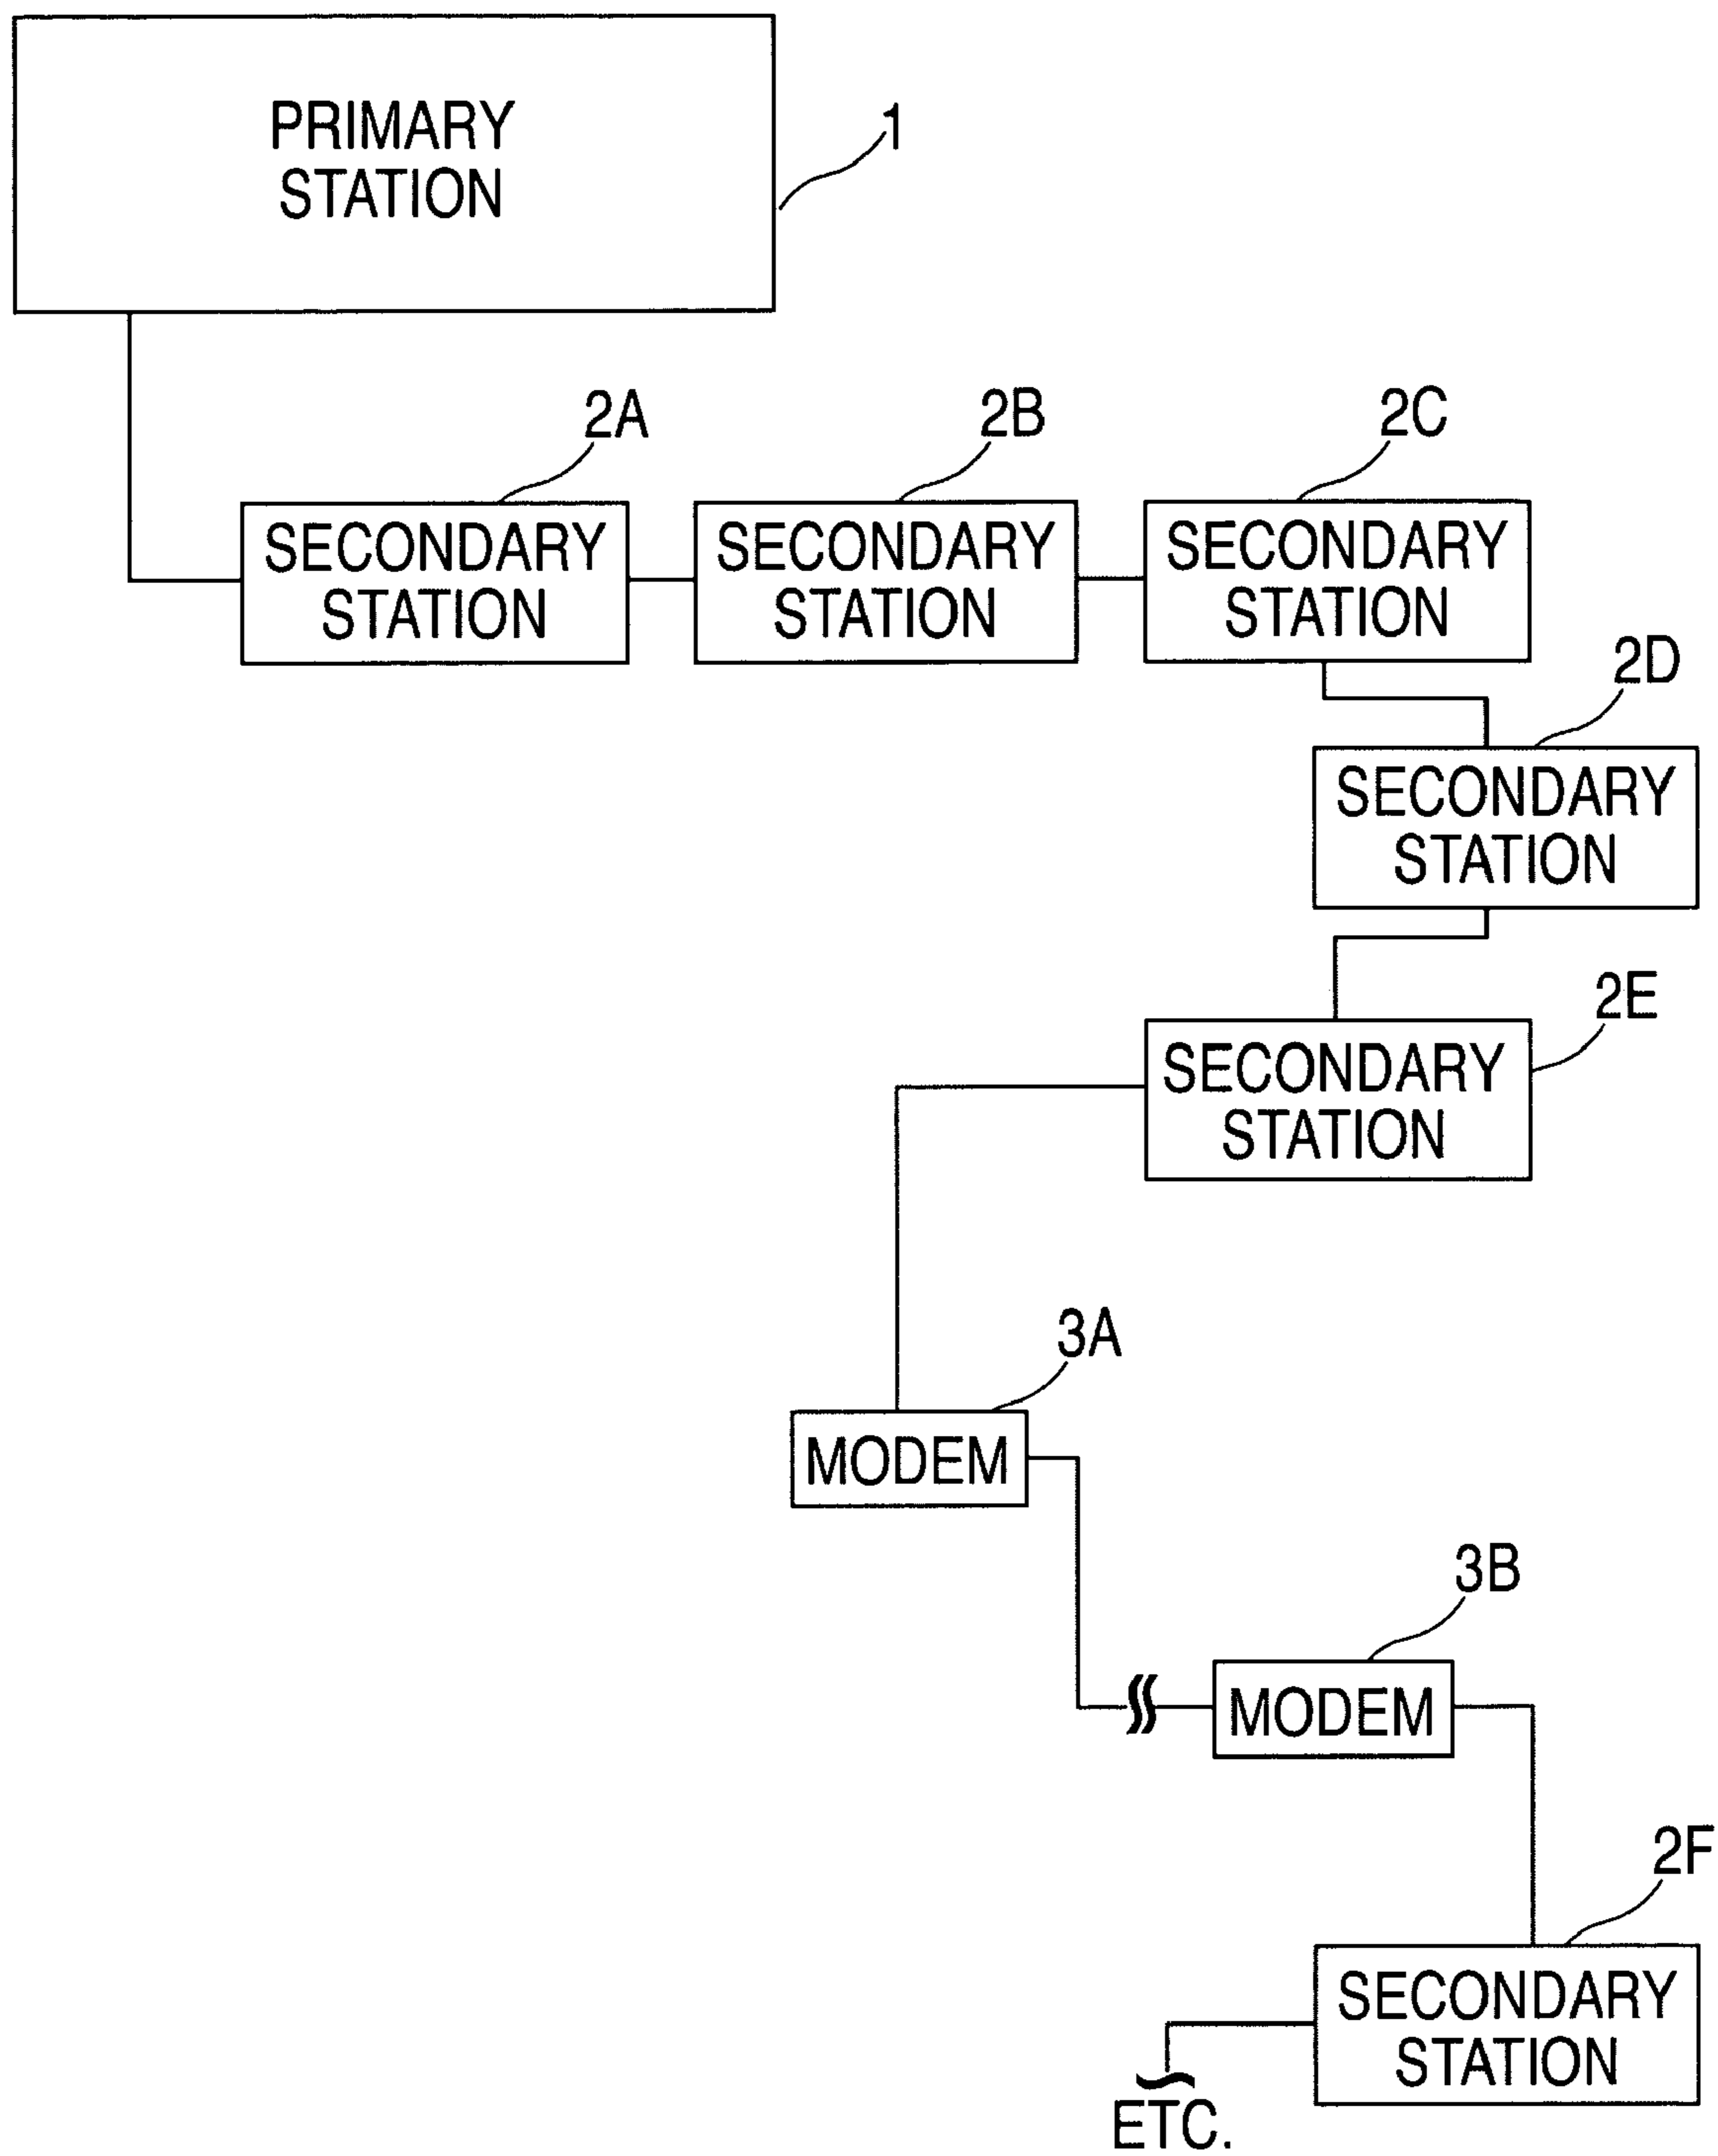 PRIMARY
STATION
1
2A
2B
2C
SECONDARY
STATION
SECONDARY
STATION
SECONDARY
STATION
2D
SECONDARY
STATION
2E
SECONDARY
STATION
3A
MODEM
3B
MODEM
2F
SECONDARY
STATION
ETC.